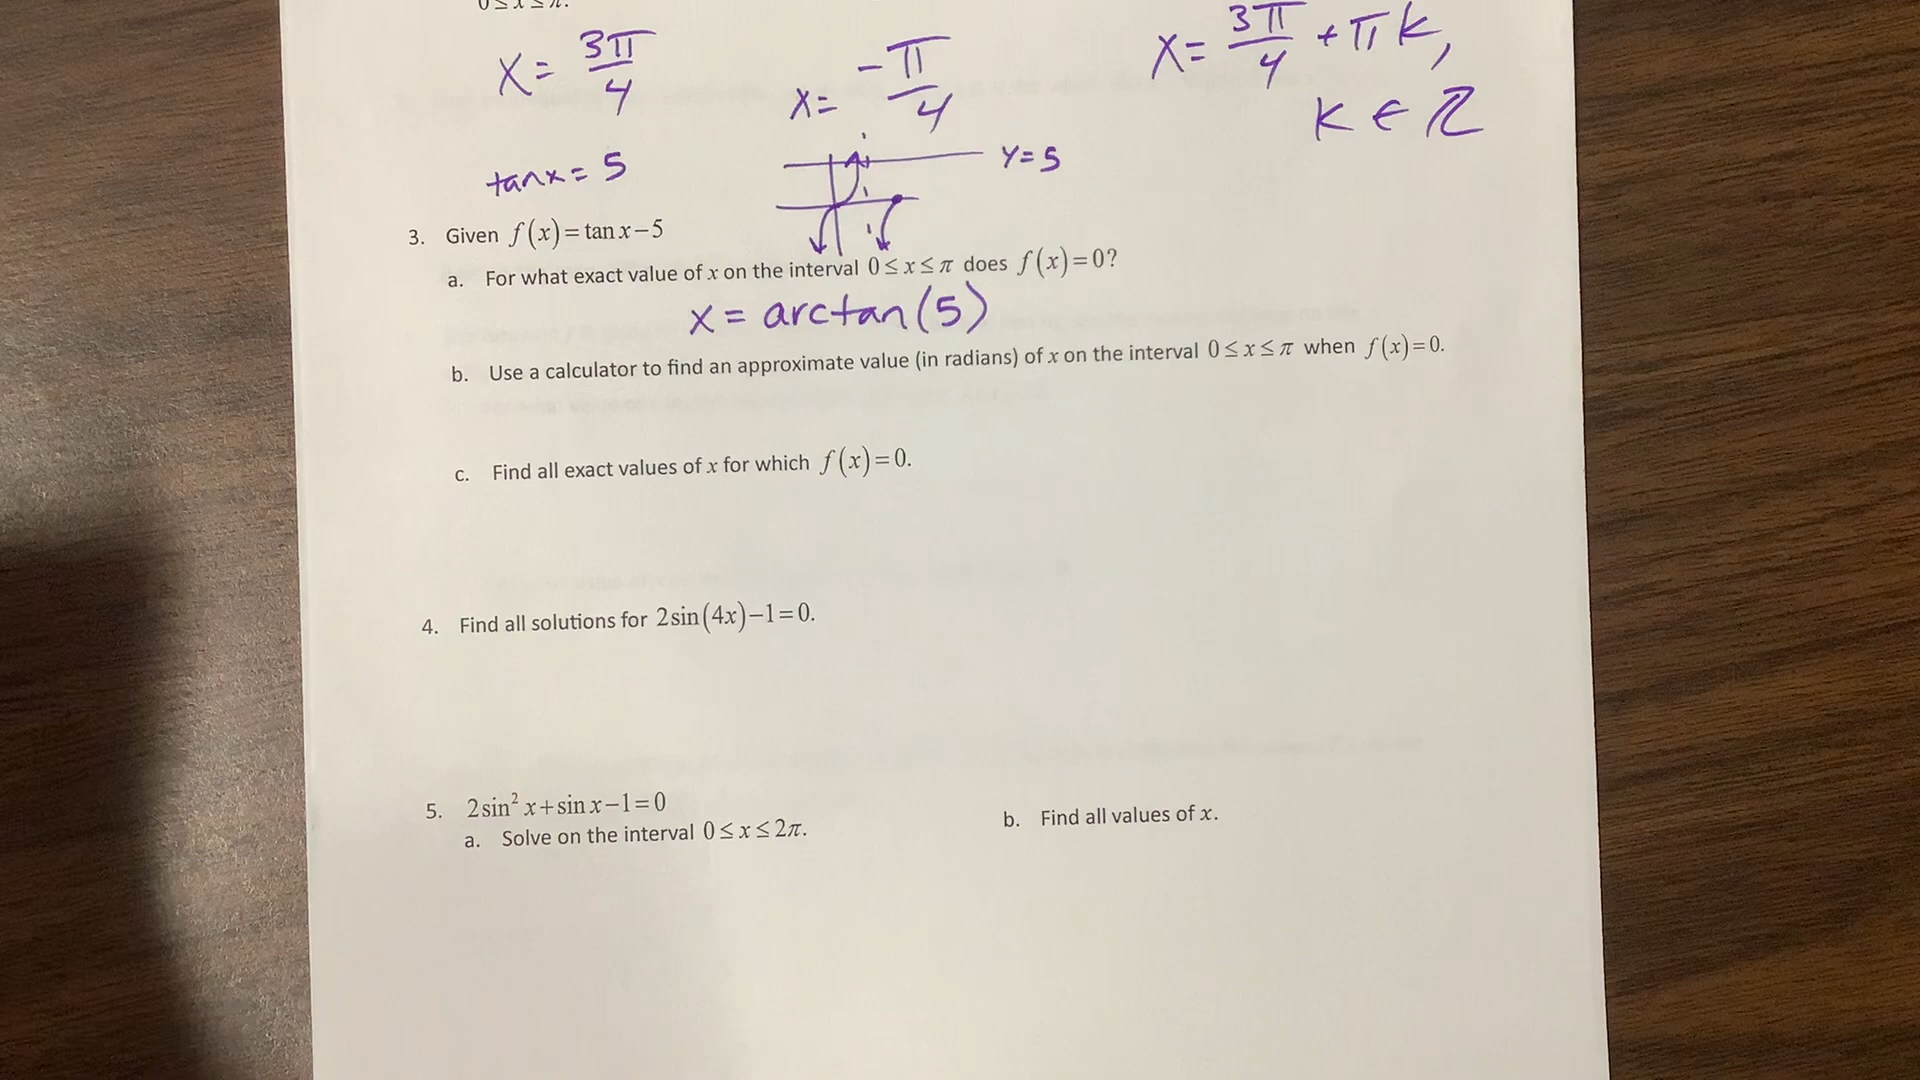 0≤x≤π.
x = 3π/4
x = -π/4
x = 3π/4 + πk,
k ∈ ℤ
tanx = 5
y = 5
3. Given f(x)=tan x−5
a. For what exact value of x on the interval 0≤x≤π does f(x)=0?
x = arctan(5)
b. Use a calculator to find an approximate value (in radians) of x on the interval 0≤x≤π when f(x)=0.
c. Find all exact values of x for which f(x)=0.
4. Find all solutions for 2sin(4x)−1=0.
5. 2sin² x+sin x−1=0
a. Solve on the interval 0≤x≤2π.
b. Find all values of x.